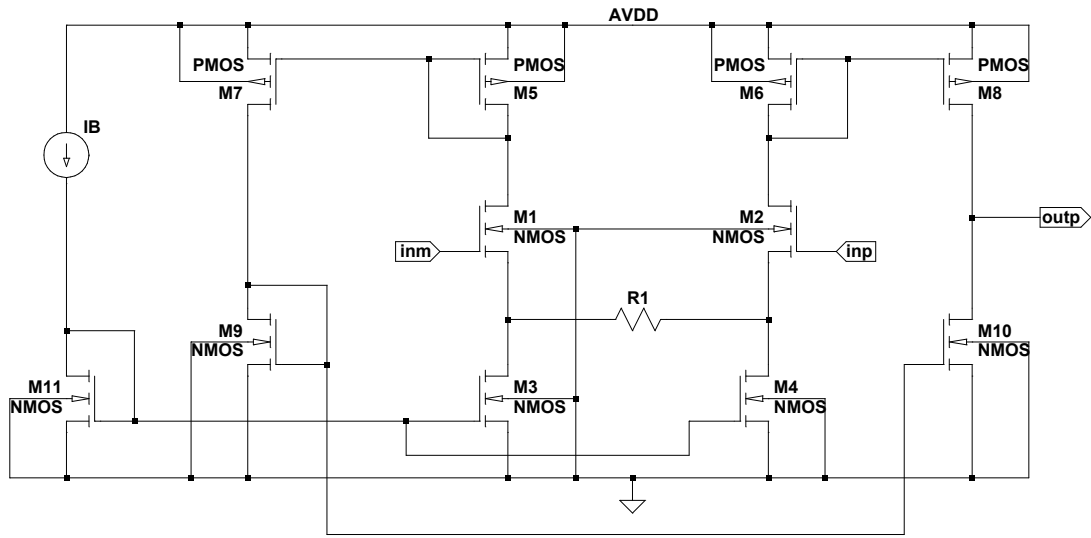 AVDD
PMOS
M7
PMOS
M5
PMOS
M6
PMOS
M8
IB
M1
NMOS
M2
NMOS
outp
inm
inp
R1
M9
NMOS
M10
NMOS
M11
NMOS
M3
NMOS
M4
NMOS